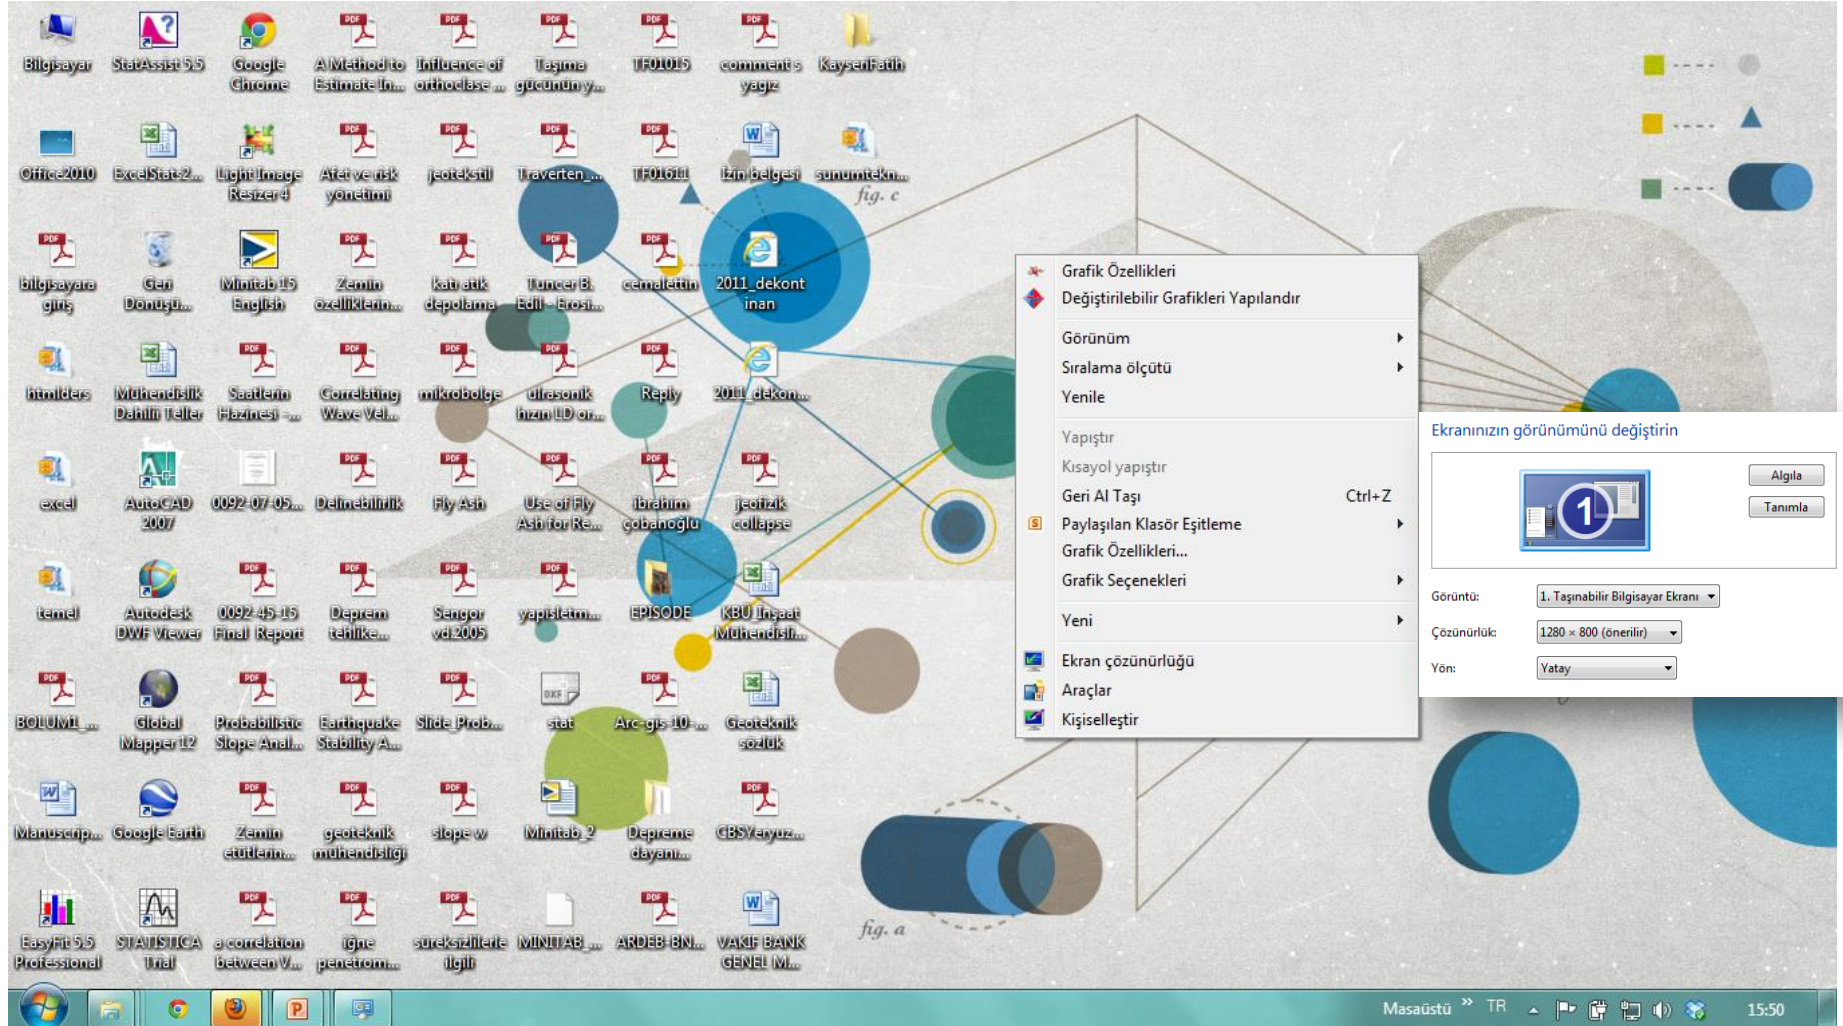 Bilgisayar
StatAssist 5.5
Google
Chrome
A Method to
Estimate In...
Influence of
orthoclase ...
Taşıma
gücünün y...
TF01015
comment s
yagız
KayseriFatih
Office2010
ExcelStats2...
Light Image
Resizer 4
Afet ve risk
yönetimi
jeotekstil
Traverten_...
TF01611
İzin belgesi
sunumtekn...
fig. c
bilgisayara
giriş
Geri
Dönüşü...
Minitab 15
English
Zemin
özelliklerin...
katı atık
depolama
Tuncer B.
Edil - Erosi...
cemalettin
2011_dekont
inan
htmlders
Mühendislik
Dahili Teller
Saatlerin
Hazinesi -...
Correlating
Wave Vel...
mikrobolge
ultrasonik
hızın LD or...
Reply
2011_dekon...
excel
AutoCAD
2007
0092-07-05...
Delinebilirlik
Fly Ash
Use of Fly
Ash for Re...
ibrahim
çobanoğlu
jeofizik
collapse
temel
Autodesk
DWF Viewer
0092-45-15
Final Report
Deprem
tehlike...
Sengor
vd.2005
yapisletm...
EPISODE
KBU_İnşaat
Mühendisli...
BOLUM1_...
Global
Mapper 12
Probabilistic
Slope Anal...
Earthquake
Stability A...
Slide_Prob...
DXF
stat
Arc-gis-10-...
Geoteknik
sözlük
Manuscrip...
Google Earth
Zemin
etütlerin...
geoteknik
mühendisliği
slope w
Minitab_2
Depreme
dayanı...
CBSYeryuz...
EasyFit 5.5
Professional
STATISTICA
Trial
a correlation
between V...
iğne
penetrom...
süreksizliklerle
ilgili
MINITAB_...
ARDEB-BN...
VAKIF BANK
GENEL M...
fig. a
Grafik Özellikleri
Değiştirilebilir Grafikleri Yapılandır
Görünüm
Sıralama ölçütü
Yenile
Yapıştır
Kısayol yapıştır
Geri Al Taşı Ctrl+Z
Paylaşılan Klasör Eşitleme
Grafik Özellikleri...
Grafik Seçenekleri
Yeni
Ekran çözünürlüğü
Araçlar
Kişiselleştir
Ekranınızın görünümünü değiştirin
1
Algıla
Tanımla
Görüntü: 1. Taşınabilir Bilgisayar Ekranı
Çözünürlük: 1280 × 800 (önerilir)
Yön: Yatay
Masaüstü » TR 15:50